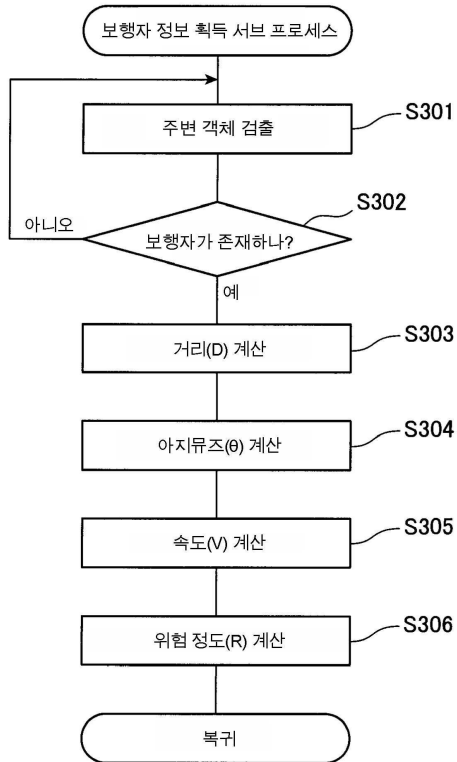 보행자 정보 획득 서브 프로세스
주변 객체 검출
S301
보행자가 존재하나?
S302
아니오
예
거리(D) 계산
S303
아지뮤즈(θ) 계산
S304
속도(V) 계산
S305
위험 정도(R) 계산
S306
복귀